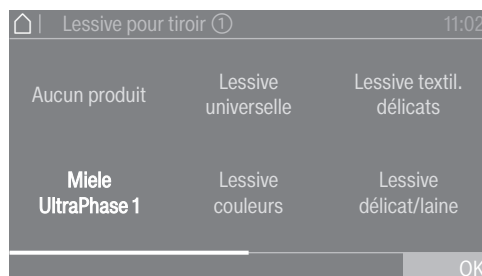 Lessive pour tiroir ① 11:02
Aucun produit
Lessive
universelle
Lessive textil.
délicats
Miele
UltraPhase 1
Lessive
couleurs
Lessive
délicat/laine
OK